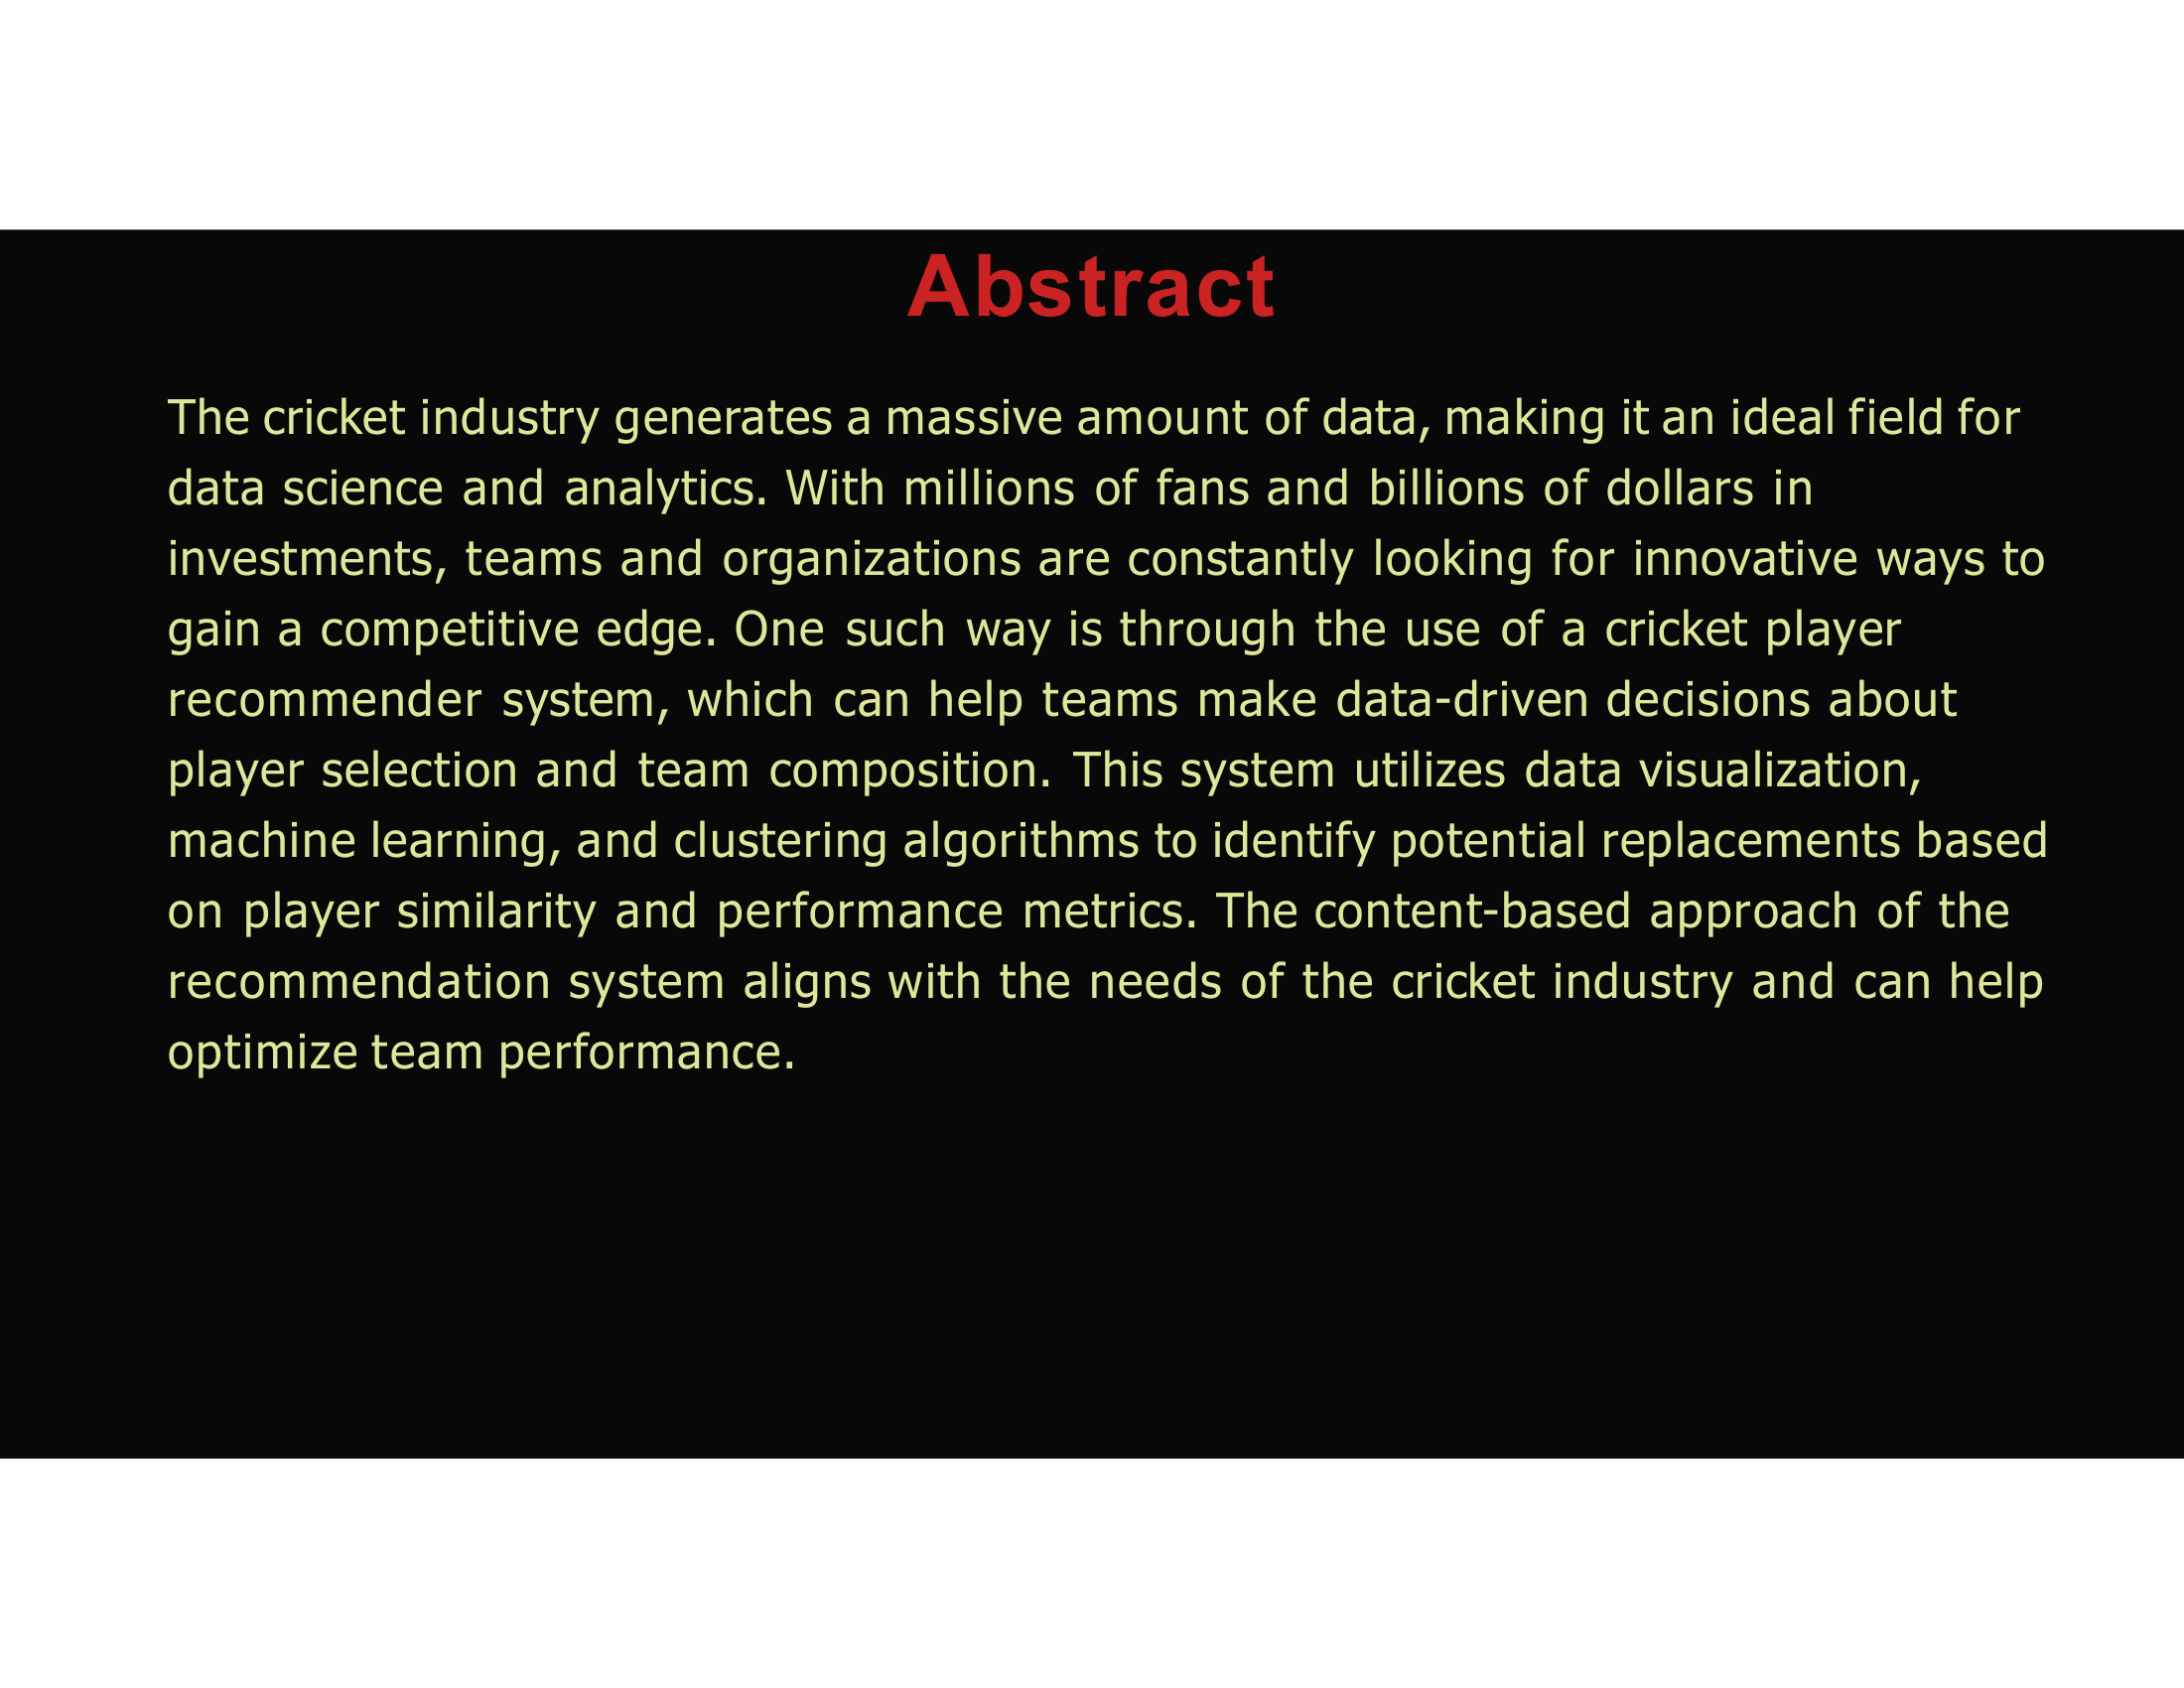 Abstract
The cricket industry generates a massive amount of data, making it an ideal field for
data science and analytics. With millions of fans and billions of dollars in
investments, teams and organizations are constantly looking for innovative ways to
gain a competitive edge. One such way is through the use of a cricket player
recommender system, which can help teams make data-driven decisions about
player selection and team composition. This system utilizes data visualization,
machine learning, and clustering algorithms to identify potential replacements based
on player similarity and performance metrics. The content-based approach of the
recommendation system aligns with the needs of the cricket industry and can help
optimize team performance.